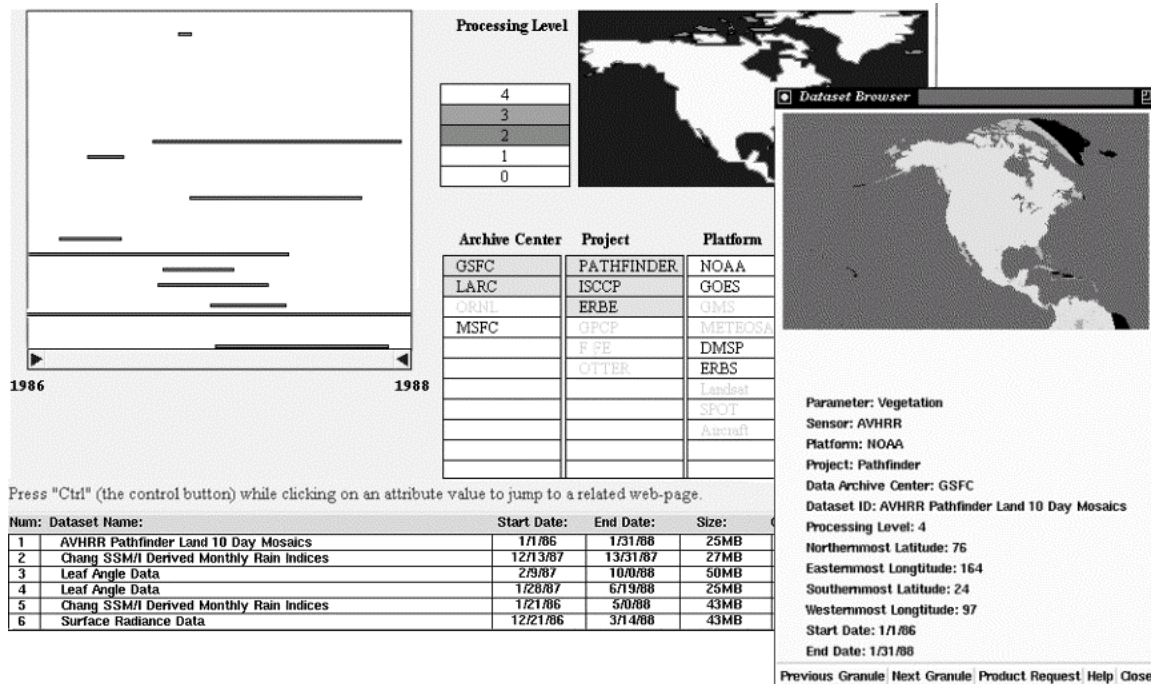 Processing Level
4
3
2
1
0
1986 1988
Archive Center Project Platform
GSFC PATHFINDER NOAA
LARC ISCCP GOES
ORNL ERBE GMS
MSFC GPCP METEOSA
DMSP
OTTER ERBS
Landsat
SPOT
Aircraft
Press "Ctrl" (the control button) while clicking on an attribute value to jump to a related web-page.
Num: Dataset Name: Start Date: End Date: Size:
1 AVHRR Pathfinder Land 10 Day Mosaics 1/1/86 1/31/88 25MB
2 Chang SSM/I Derived Monthly Rain Indices 12/13/87 13/31/87 27MB
3 Leaf Angle Data 2/9/87 10/0/88 50MB
4 Leaf Angle Data 1/28/87 6/19/88 25MB
5 Chang SSM/I Derived Monthly Rain Indices 1/21/86 5/0/88 43MB
6 Surface Radiance Data 12/21/86 3/14/88 43MB
Dataset Browser
Parameter: Vegetation
Sensor: AVHRR
Platform: NOAA
Project: Pathfinder
Data Archive Center: GSFC
Dataset ID: AVHRR Pathfinder Land 10 Day Mosaics
Processing Level: 4
Northernmost Latitude: 76
Easternmost Longtitude: 164
Southernmost Latitude: 24
Westernmost Longtitude: 97
Start Date: 1/1/86
End Date: 1/31/88
Previous Granule Next Granule Product Request Help Close